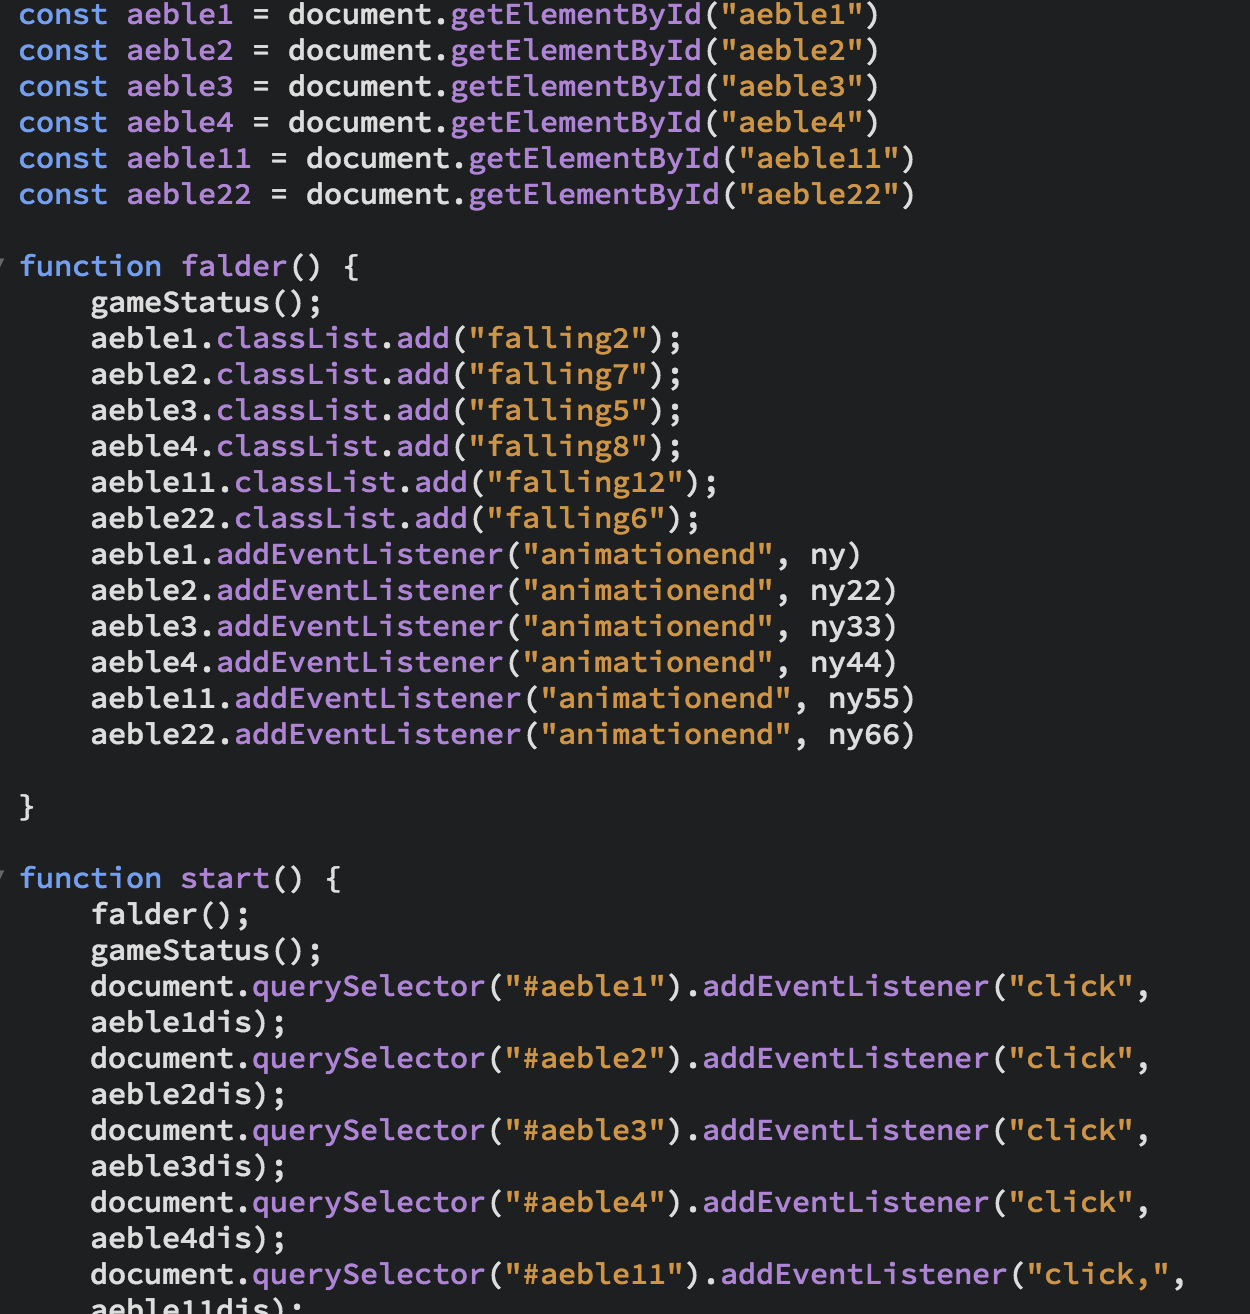 const aeble1 = document.getElementById("aeble1")
const aeble2 = document.getElementById("aeble2")
const aeble3 = document.getElementById("aeble3")
const aeble4 = document.getElementById("aeble4")
const aeble11 = document.getElementById("aeble11")
const aeble22 = document.getElementById("aeble22")
function falder() {
gameStatus();
aeble1.classList.add("falling2");
aeble2.classList.add("falling7");
aeble3.classList.add("falling5");
aeble4.classList.add("falling8");
aeble11.classList.add("falling12");
aeble22.classList.add("falling6");
aeble1.addEventListener("animationend", ny)
aeble2.addEventListener("animationend", ny22)
aeble3.addEventListener("animationend", ny33)
aeble4.addEventListener("animationend", ny44)
aeble11.addEventListener("animationend", ny55)
aeble22.addEventListener("animationend", ny66)
}
function start() {
falder();
gameStatus();
document.querySelector("#aeble1").addEventListener("click",
aeble1dis);
document.querySelector("#aeble2").addEventListener("click",
aeble2dis);
document.querySelector("#aeble3").addEventListener("click",
aeble3dis);
document.querySelector("#aeble4").addEventListener("click",
aeble4dis);
document.querySelector("#aeble11").addEventListener("click,",
aeble11dis);